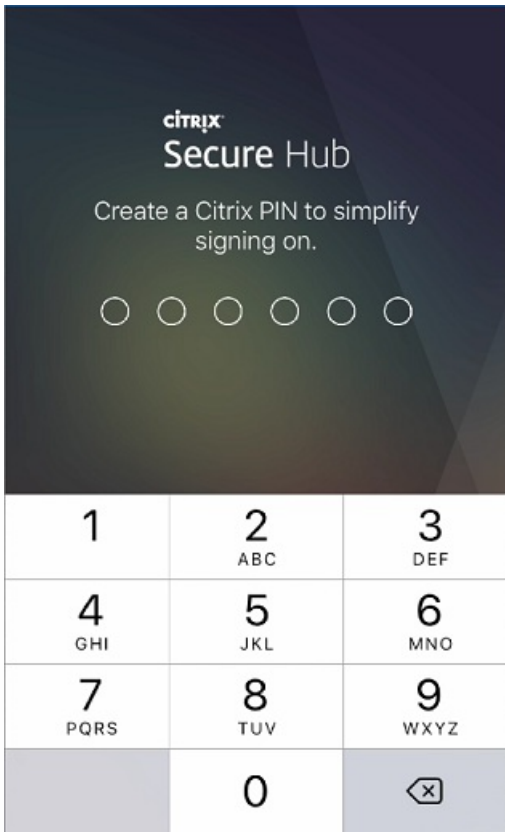 CITRIX
Secure Hub
Create a Citrix PIN to simplify
signing on.
1 2 3
ABC DEF
4 5 6
GHI JKL MNO
7 8 9
PQRS TUV WXYZ
0